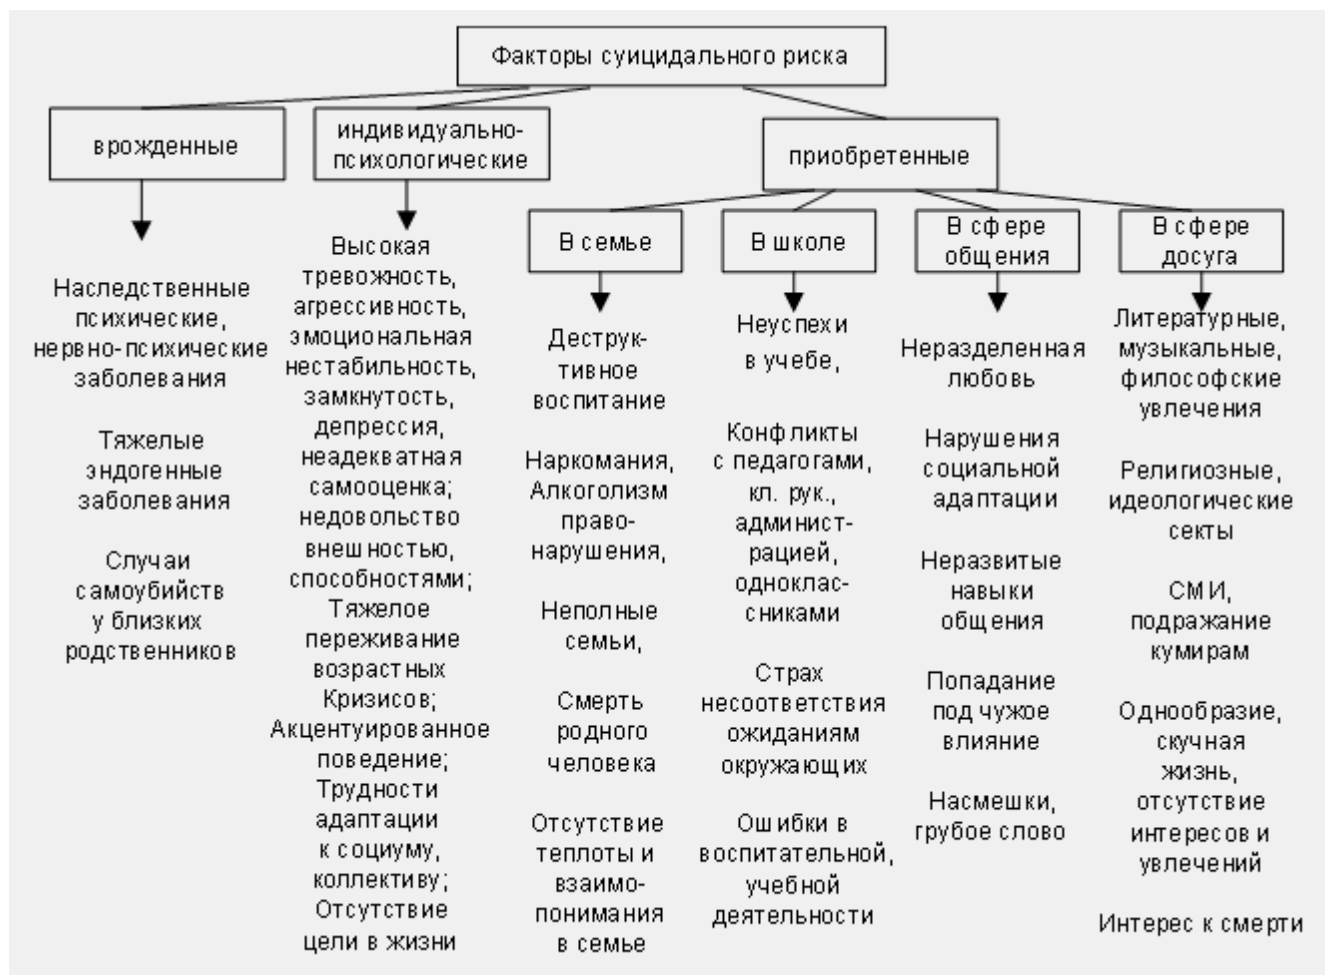 Факторы суицидального риска
врожденные
индивидуально-
психологические
приобретенные
В семье
В школе
В сфере
общения
В сфере
досуга
Наследственные
психические,
нервно-психические
заболевания
Тяжелые
эндогенные
заболевания
Случаи
самоубийств
у близких
родственников
Высокая
тревожность,
агрессивность,
эмоциональная
нестабильность,
замкнутость,
депрессия,
неадекватная
самооценка;
недовольство
внешностью,
способностями;
Тяжелое
переживание
возрастных
Кризисов;
Акцентуированное
поведение;
Трудности
адаптации
к социуму,
коллективу;
Отсутствие
цели в жизни
Деструк-
тивное
воспитание
Наркомания,
Алкоголизм
право-
нарушения,
Неполные
семьи,
Смерть
родного
человека
Отсутствие
теплоты и
взаимо-
понимания
в семье
Неуспехи
в учебе,
Конфликты
с педагогами,
кл. рук.,
админист-
рацией,
одноклас-
сниками
Страх
несоответствия
ожиданиям
окружающих
Ошибки в
воспитательной,
учебной
деятельности
Неразделенная
любовь
Нарушения
социальной
адаптации
Неразвитые
навыки
общения
Попадание
под чужое
влияние
Насмешки,
грубое слово
Литературные,
музыкальные,
философские
увлечения
Религиозные,
идеологические
секты
СМИ,
подражание
кумирам
Однообразие,
скучная
жизнь,
отсутствие
интересов и
увлечений
Интерес к смерти